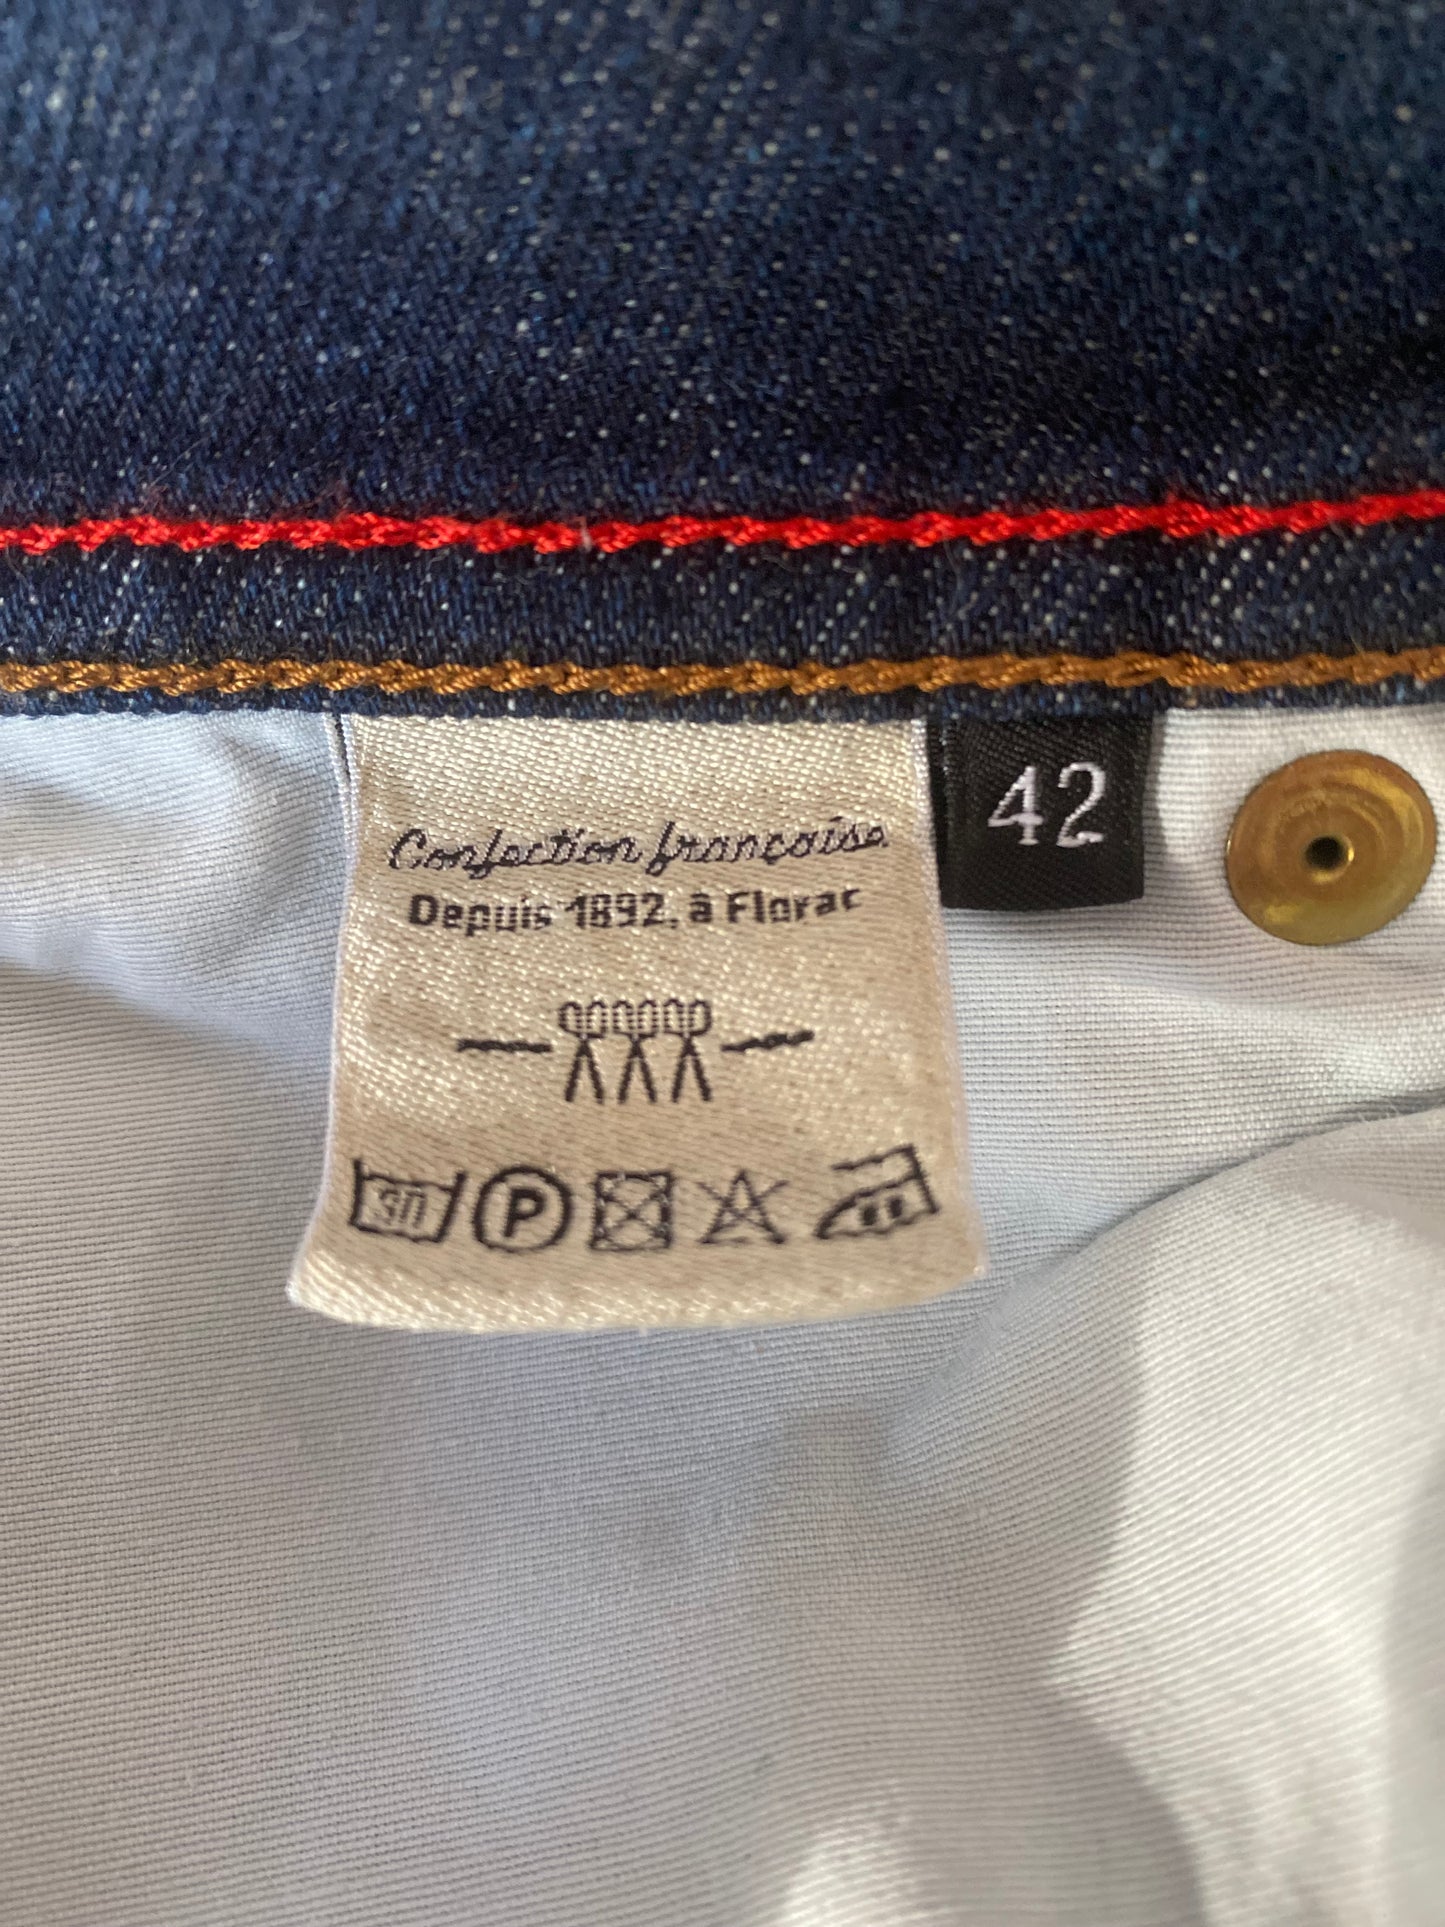 Confection française
Depuis 1892, à Florac
42
30 P